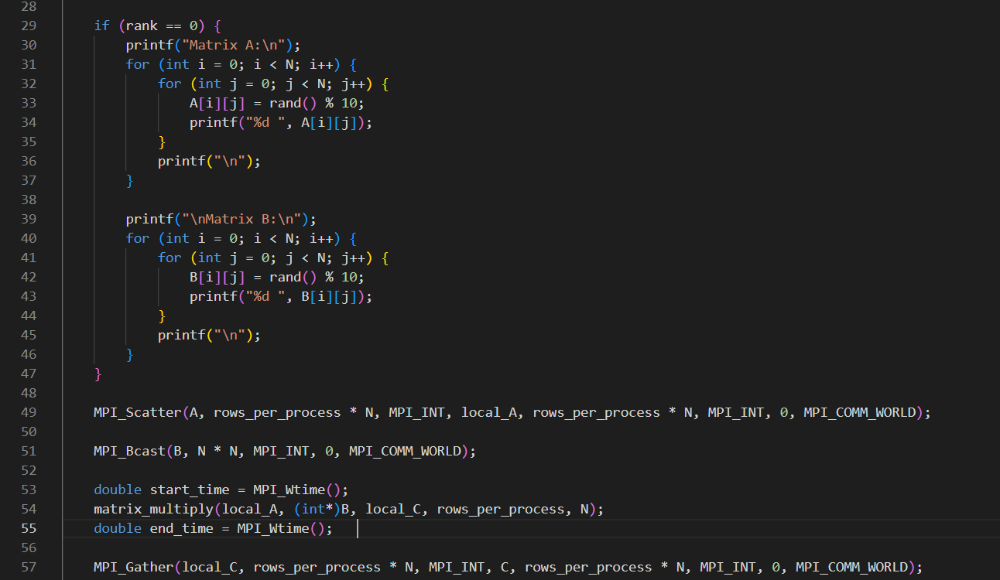 28
29 if (rank == 0) {
30 printf("Matrix A:\n");
31 for (int i = 0; i < N; i++) {
32 for (int j = 0; j < N; j++) {
33 A[i][j] = rand() % 10;
34 printf("%d ", A[i][j]);
35 }
36 printf("\n");
37 }
38
39 printf("\nMatrix B:\n");
40 for (int i = 0; i < N; i++) {
41 for (int j = 0; j < N; j++) {
42 B[i][j] = rand() % 10;
43 printf("%d ", B[i][j]);
44 }
45 printf("\n");
46 }
47 }
48
49 MPI_Scatter(A, rows_per_process * N, MPI_INT, local_A, rows_per_process * N, MPI_INT, 0, MPI_COMM_WORLD);
50
51 MPI_Bcast(B, N * N, MPI_INT, 0, MPI_COMM_WORLD);
52
53 double start_time = MPI_Wtime();
54 matrix_multiply(local_A, (int*)B, local_C, rows_per_process, N);
55 double end_time = MPI_Wtime();
56
57 MPI_Gather(local_C, rows_per_process * N, MPI_INT, C, rows_per_process * N, MPI_INT, 0, MPI_COMM_WORLD);